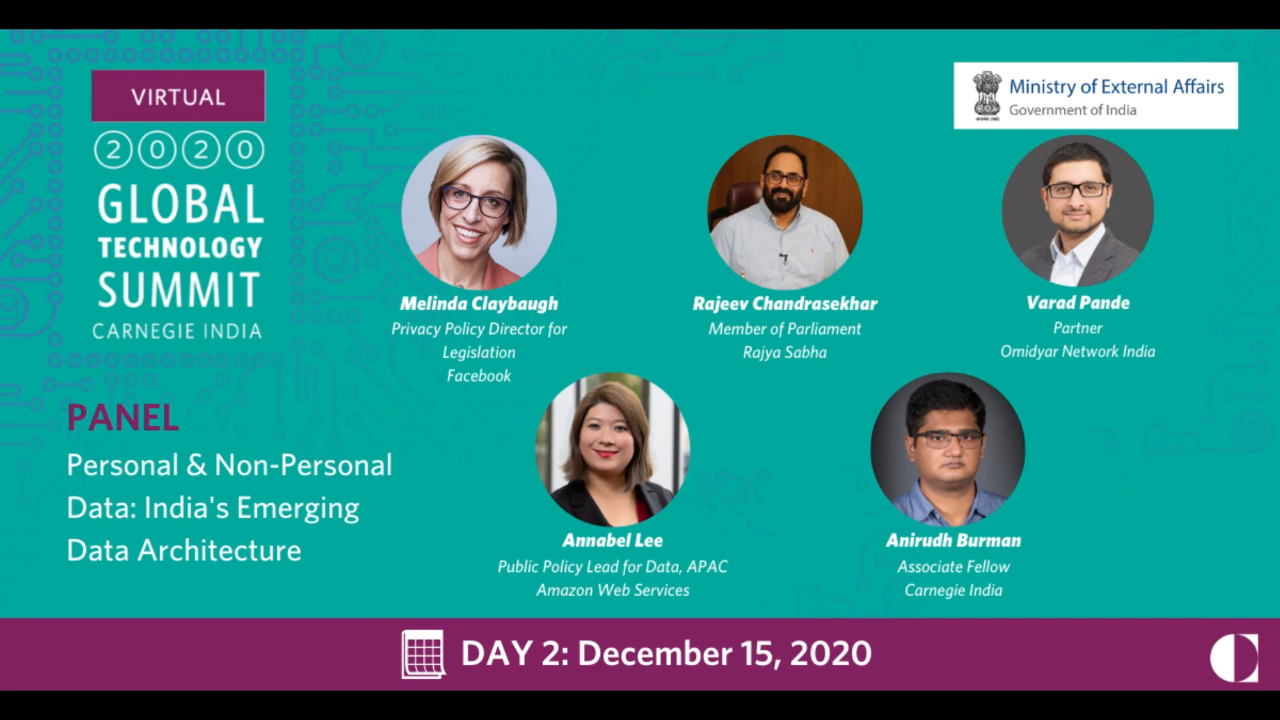 VIRTUAL
2020
GLOBAL
TECHNOLOGY
SUMMIT
CARNEGIE INDIA
Ministry of External Affairs
Government of India
Melinda Claybaugh
Privacy Policy Director for
Legislation
Facebook
Rajeev Chandrasekhar
Member of Parliament
Rajya Sabha
Varad Pande
Partner
Omidyar Network India
PANEL
Personal & Non-Personal
Data: India's Emerging
Data Architecture
Annabel Lee
Public Policy Lead for Data, APAC
Amazon Web Services
Anirudh Burman
Associate Fellow
Carnegie India
DAY 2: December 15, 2020